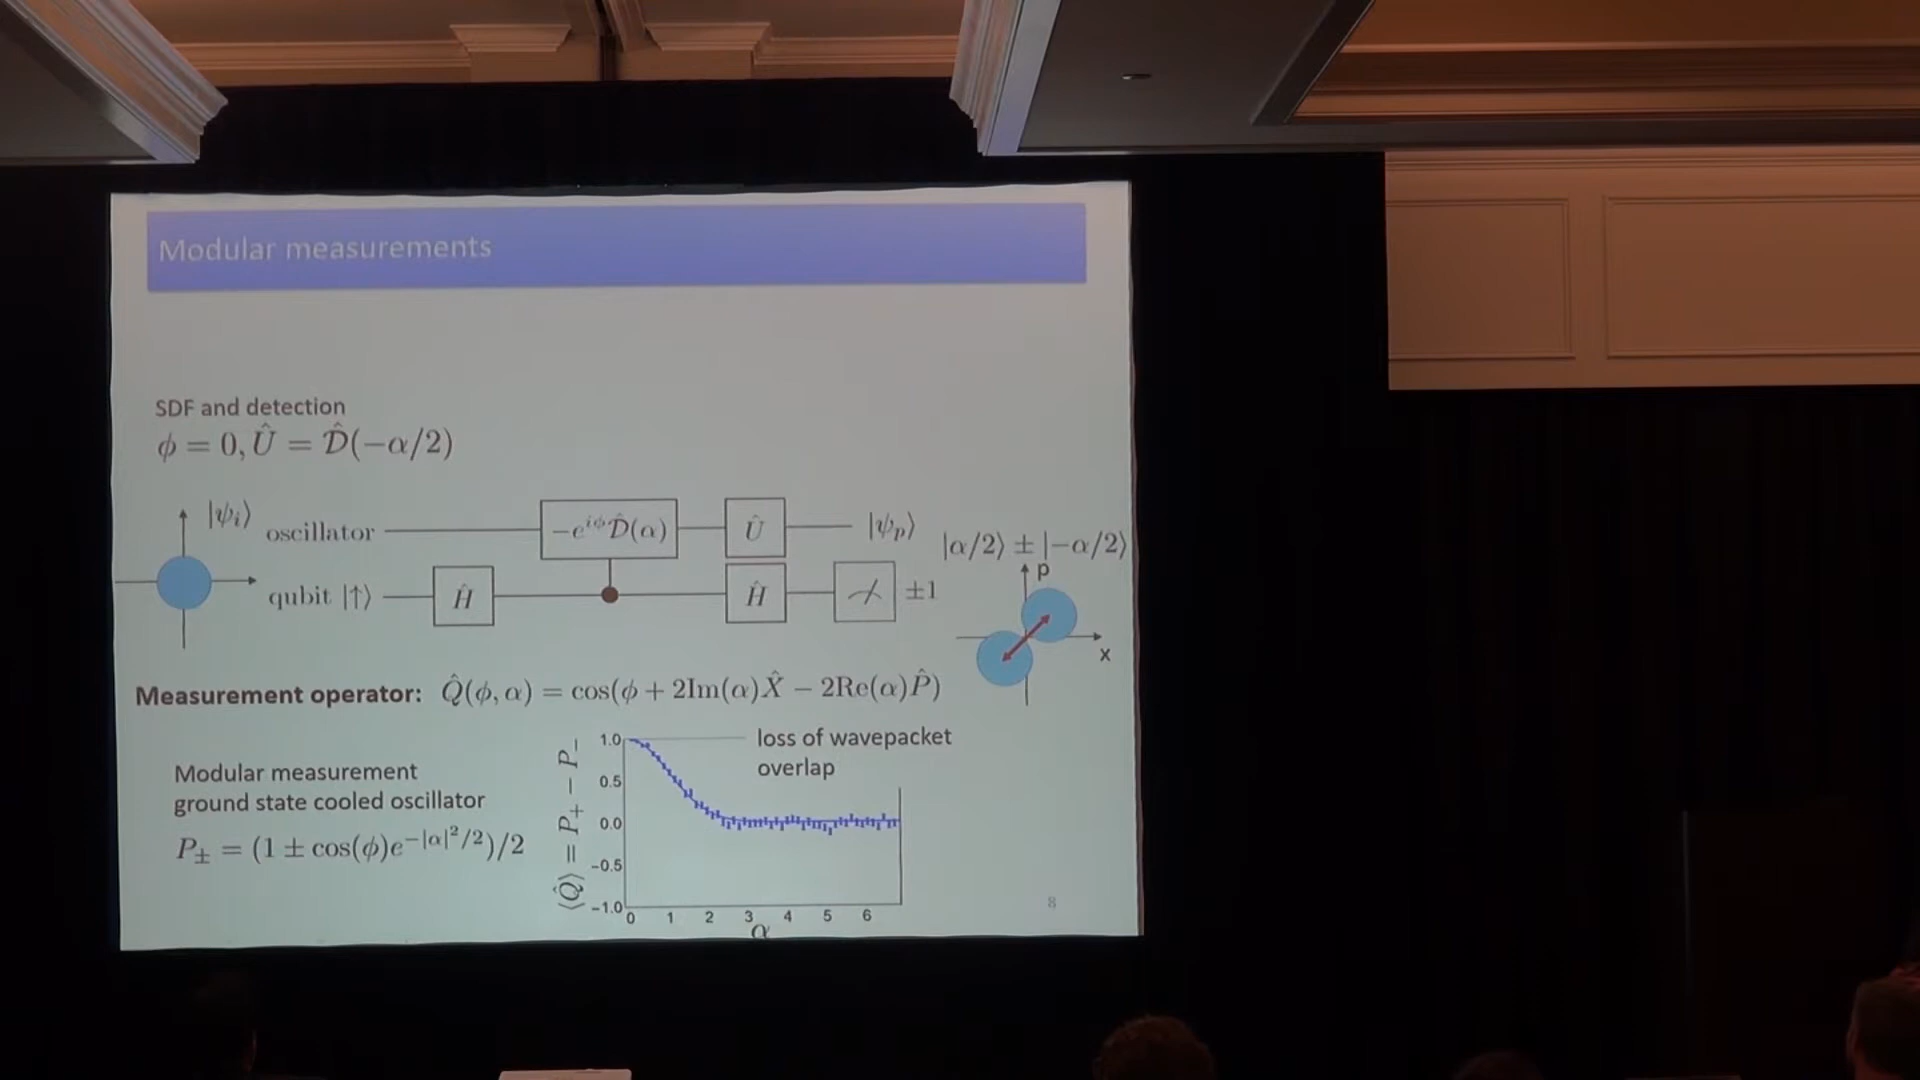 Modular measurements
SDF and detection
ϕ = 0, Û = 𝒟̂(−α/2)
|ψᵢ⟩
oscillator
−e^{iϕ}𝒟̂(α)
Û
|ψₚ⟩
|α/2⟩ ± |−α/2⟩
qubit |↑⟩
Ĥ
Ĥ
±1
p
x
Measurement operator: Q̂(ϕ, α) = cos(ϕ + 2Im(α)X̂ − 2Re(α)P̂)
Modular measurement
ground state cooled oscillator
P± = (1 ± cos(ϕ)e^{−|α|²/2})/2
⟨Q̂⟩ = P₊ − P₋
1.0
0.5
0.0
−0.5
−1.0
loss of wavepacket
overlap
0 1 2 3 4 5 6
α
8